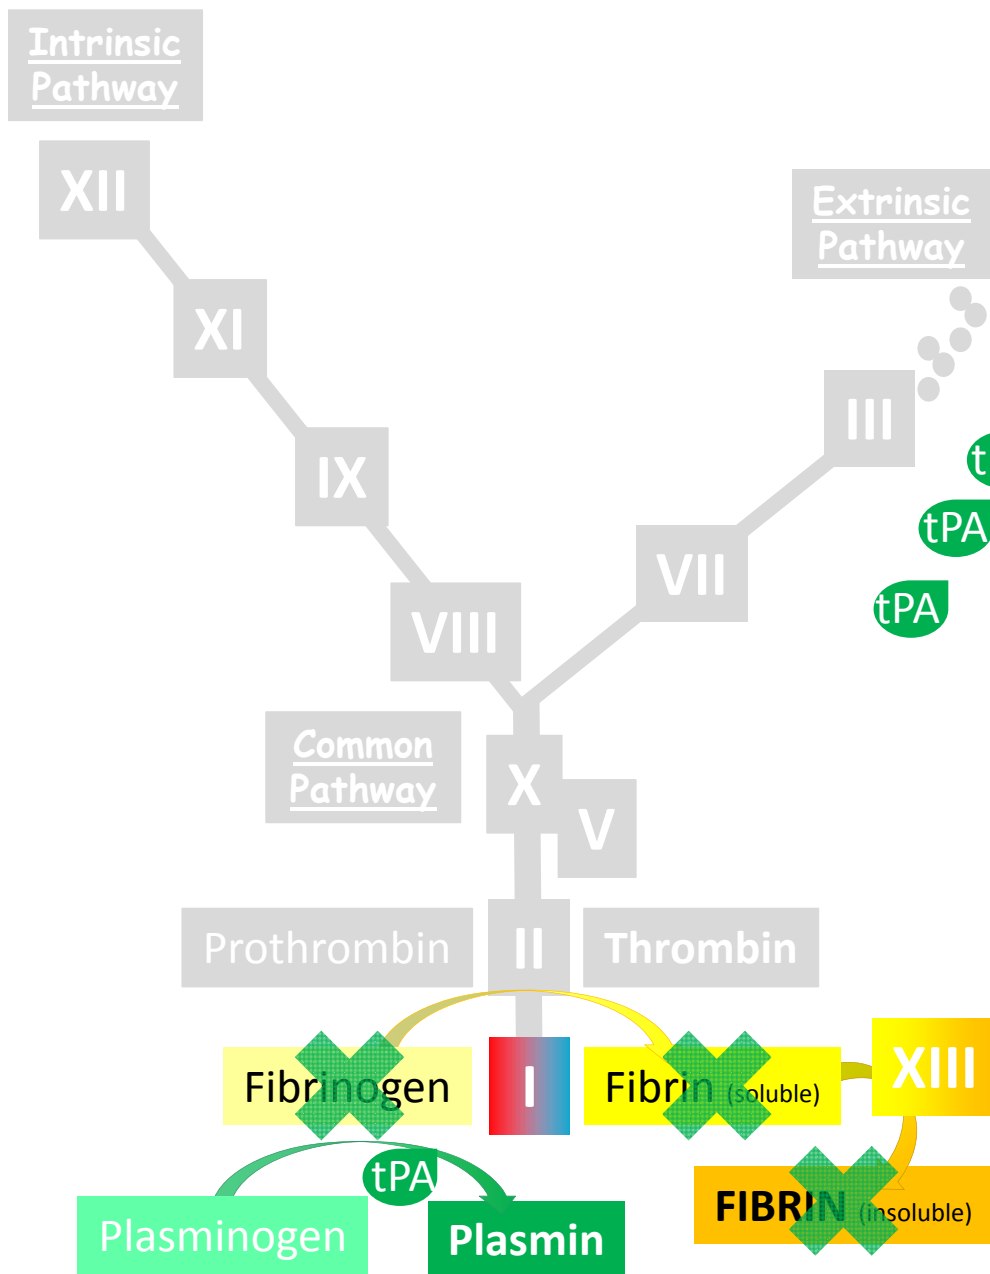 Intrinsic
Pathway
XII
Extrinsic
Pathway
XI
III
IX
t
tPA
VII
tPA
VIII
Common
Pathway
X
V
Prothrombin
II
Thrombin
Fibrinogen
I
Fibrin (soluble)
XIII
tPA
FIBRIN (insoluble)
Plasminogen
Plasmin